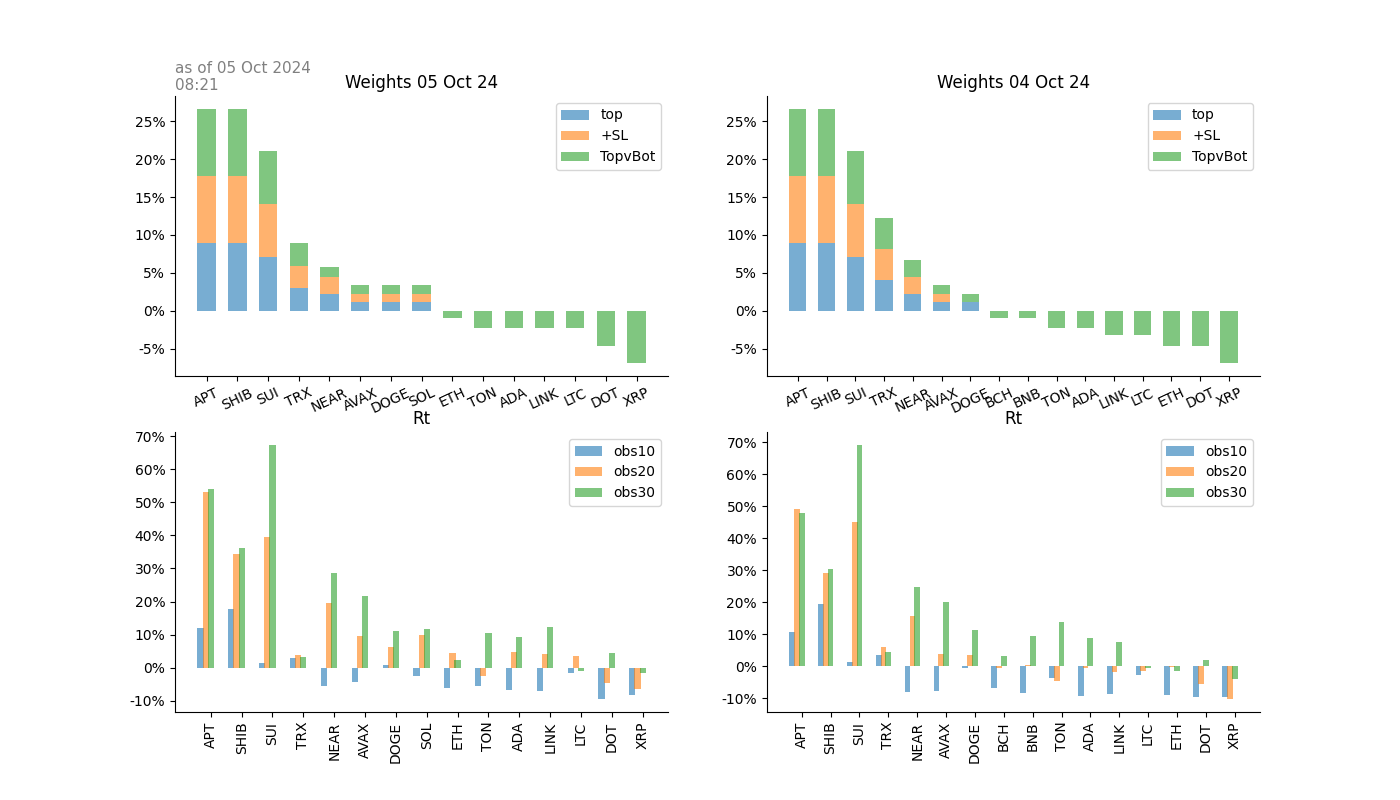 as of 05 Oct 2024
08:21
Weights 05 Oct 24
25%
20%
15%
10%
5%
0%
-5%
top
+SL
TopvBot
APT SHIB SUI TRX NEAR AVAX DOGE SOL ETH TON ADA LINK LTC DOT XRP
Weights 04 Oct 24
25%
20%
15%
10%
5%
0%
-5%
top
+SL
TopvBot
APT SHIB SUI TRX NEAR AVAX DOGE BCH BNB TON ADA LINK LTC ETH DOT XRP
Rt
70%
60%
50%
40%
30%
20%
10%
0%
-10%
obs10
obs20
obs30
APT SHIB SUI TRX NEAR AVAX DOGE SOL ETH TON ADA LINK LTC DOT XRP
Rt
70%
60%
50%
40%
30%
20%
10%
0%
-10%
obs10
obs20
obs30
APT SHIB SUI TRX NEAR AVAX DOGE BCH BNB TON ADA LINK LTC ETH DOT XRP